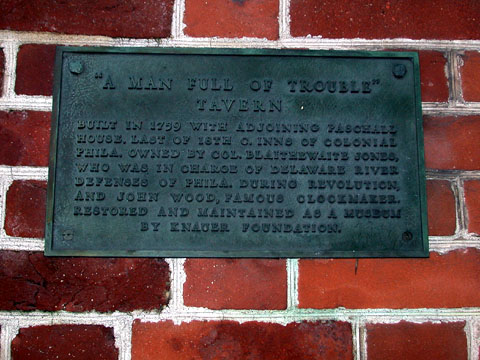 "A MAN FULL OF TROUBLE"
TAVERN
BUILT IN 1759 WITH ADJOINING PASCHALL
HOUSE. LAST OF 18TH C. INNS OF COLONIAL
PHILA. OWNED BY COL. BLAITHEWAITE JONES,
WHO WAS IN CHARGE OF DELAWARE RIVER
DEFENSES OF PHILA. DURING REVOLUTION,
AND JOHN WOOD, FAMOUS CLOCKMAKER.
RESTORED AND MAINTAINED AS A MUSEUM
BY KNAUER FOUNDATION.